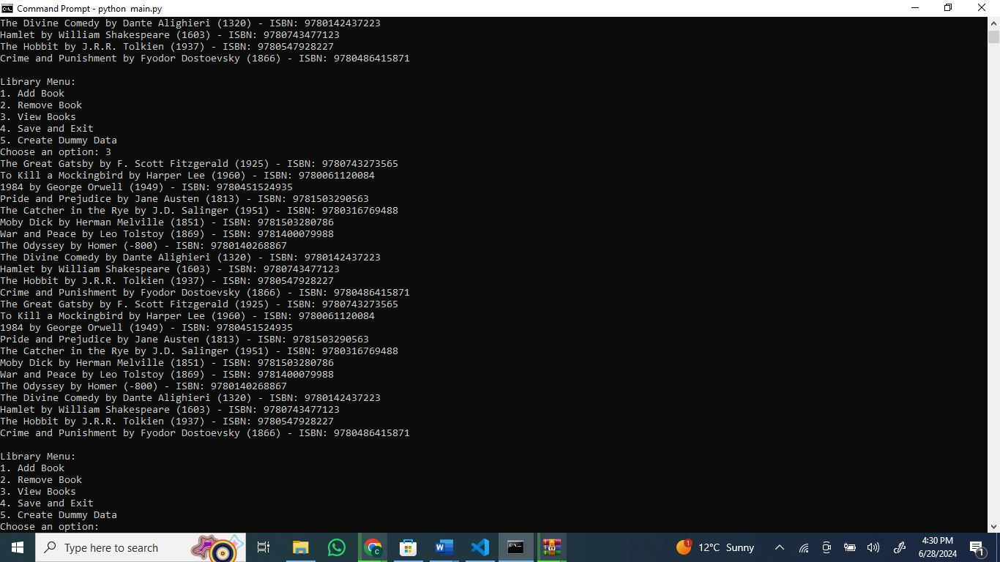 Command Prompt - python  main.py
The Divine Comedy by Dante Alighieri (1320) - ISBN: 9780142437223
Hamlet by William Shakespeare (1603) - ISBN: 9780743477123
The Hobbit by J.R.R. Tolkien (1937) - ISBN: 9780547928227
Crime and Punishment by Fyodor Dostoevsky (1866) - ISBN: 9780486415871
Library Menu:
1. Add Book
2. Remove Book
3. View Books
4. Save and Exit
5. Create Dummy Data
Choose an option: 3
The Great Gatsby by F. Scott Fitzgerald (1925) - ISBN: 9780743273565
To Kill a Mockingbird by Harper Lee (1960) - ISBN: 9780061120084
1984 by George Orwell (1949) - ISBN: 9780451524935
Pride and Prejudice by Jane Austen (1813) - ISBN: 9781503290563
The Catcher in the Rye by J.D. Salinger (1951) - ISBN: 9780316769488
Moby Dick by Herman Melville (1851) - ISBN: 9781503280786
War and Peace by Leo Tolstoy (1869) - ISBN: 9781400079988
The Odyssey by Homer (-800) - ISBN: 9780140268867
The Divine Comedy by Dante Alighieri (1320) - ISBN: 9780142437223
Hamlet by William Shakespeare (1603) - ISBN: 9780743477123
The Hobbit by J.R.R. Tolkien (1937) - ISBN: 9780547928227
Crime and Punishment by Fyodor Dostoevsky (1866) - ISBN: 9780486415871
The Great Gatsby by F. Scott Fitzgerald (1925) - ISBN: 9780743273565
To Kill a Mockingbird by Harper Lee (1960) - ISBN: 9780061120084
1984 by George Orwell (1949) - ISBN: 9780451524935
Pride and Prejudice by Jane Austen (1813) - ISBN: 9781503290563
The Catcher in the Rye by J.D. Salinger (1951) - ISBN: 9780316769488
Moby Dick by Herman Melville (1851) - ISBN: 9781503280786
War and Peace by Leo Tolstoy (1869) - ISBN: 9781400079988
The Odyssey by Homer (-800) - ISBN: 9780140268867
The Divine Comedy by Dante Alighieri (1320) - ISBN: 9780142437223
Hamlet by William Shakespeare (1603) - ISBN: 9780743477123
The Hobbit by J.R.R. Tolkien (1937) - ISBN: 9780547928227
Crime and Punishment by Fyodor Dostoevsky (1866) - ISBN: 9780486415871
Library Menu:
1. Add Book
2. Remove Book
3. View Books
4. Save and Exit
5. Create Dummy Data
Choose an option:
Type here to search
1
12°C Sunny
4:30 PM
6/28/2024
1